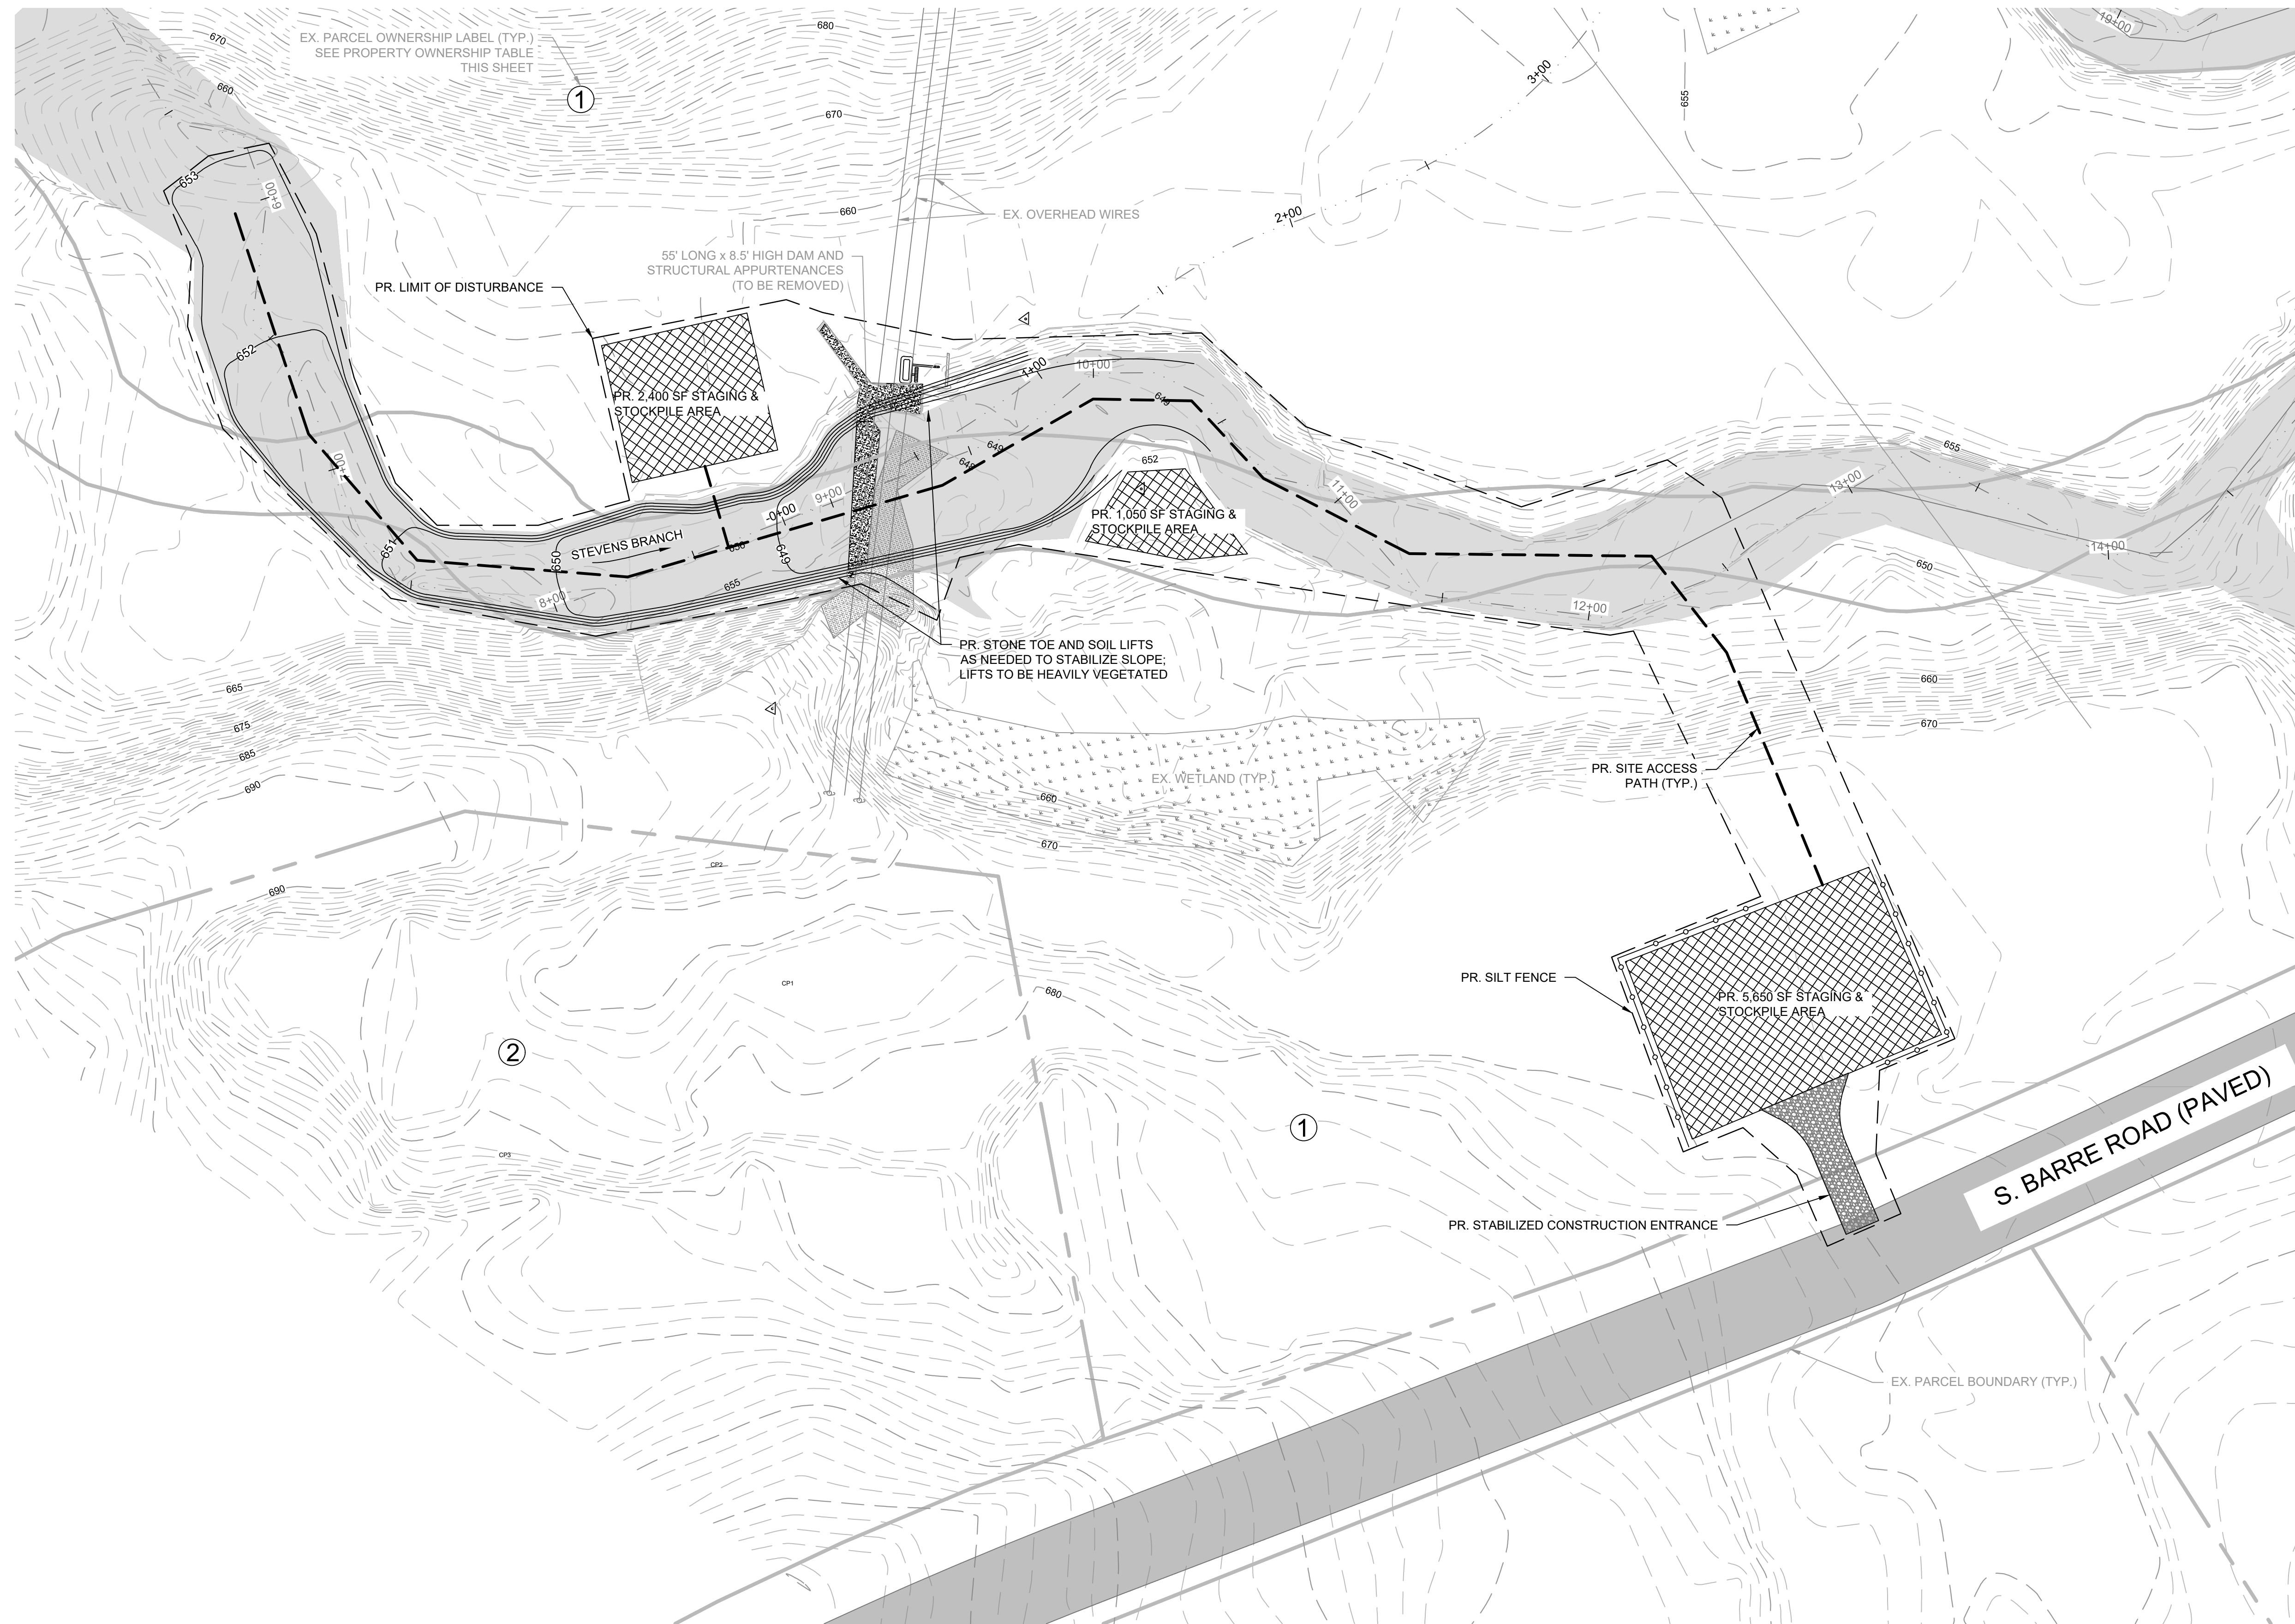 670
680
19+00
EX. PARCEL OWNERSHIP LABEL (TYP.)
SEE PROPERTY OWNERSHIP TABLE
THIS SHEET
1
660
670
3+00
655
653
6+00
660
2+00
EX. OVERHEAD WIRES
55' LONG x 8.5' HIGH DAM AND
STRUCTURAL APPURTENANCES
(TO BE REMOVED)
PR. LIMIT OF DISTURBANCE
652
1+00
10+00
PR. 2,400 SF STAGING &
STOCKPILE AREA
649
649
655
652
7+00
13+00
9+00
11+00
-0+00
PR. 1,050 SF STAGING &
STOCKPILE AREA
STEVENS BRANCH
651
650
650
649
14+00
655
650
8+00
12+00
PR. STONE TOE AND SOIL LIFTS
AS NEEDED TO STABILIZE SLOPE;
LIFTS TO BE HEAVILY VEGETATED
665
660
675
670
685
690
EX. WETLAND (TYP.)
PR. SITE ACCESS
PATH (TYP.)
660
670
CP2
690
PR. SILT FENCE
CP1
680
PR. 5,650 SF STAGING &
STOCKPILE AREA
2
1
S. BARRE ROAD (PAVED)
CP3
PR. STABILIZED CONSTRUCTION ENTRANCE
EX. PARCEL BOUNDARY (TYP.)